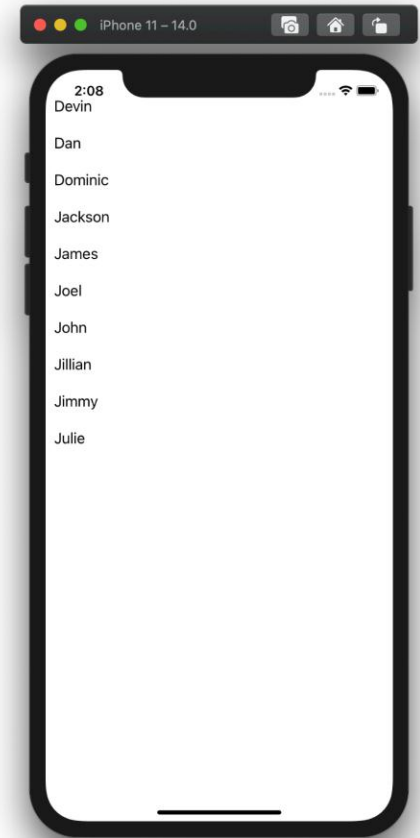 iPhone 11 – 14.0
2:08
Devin
Dan
Dominic
Jackson
James
Joel
John
Jillian
Jimmy
Julie